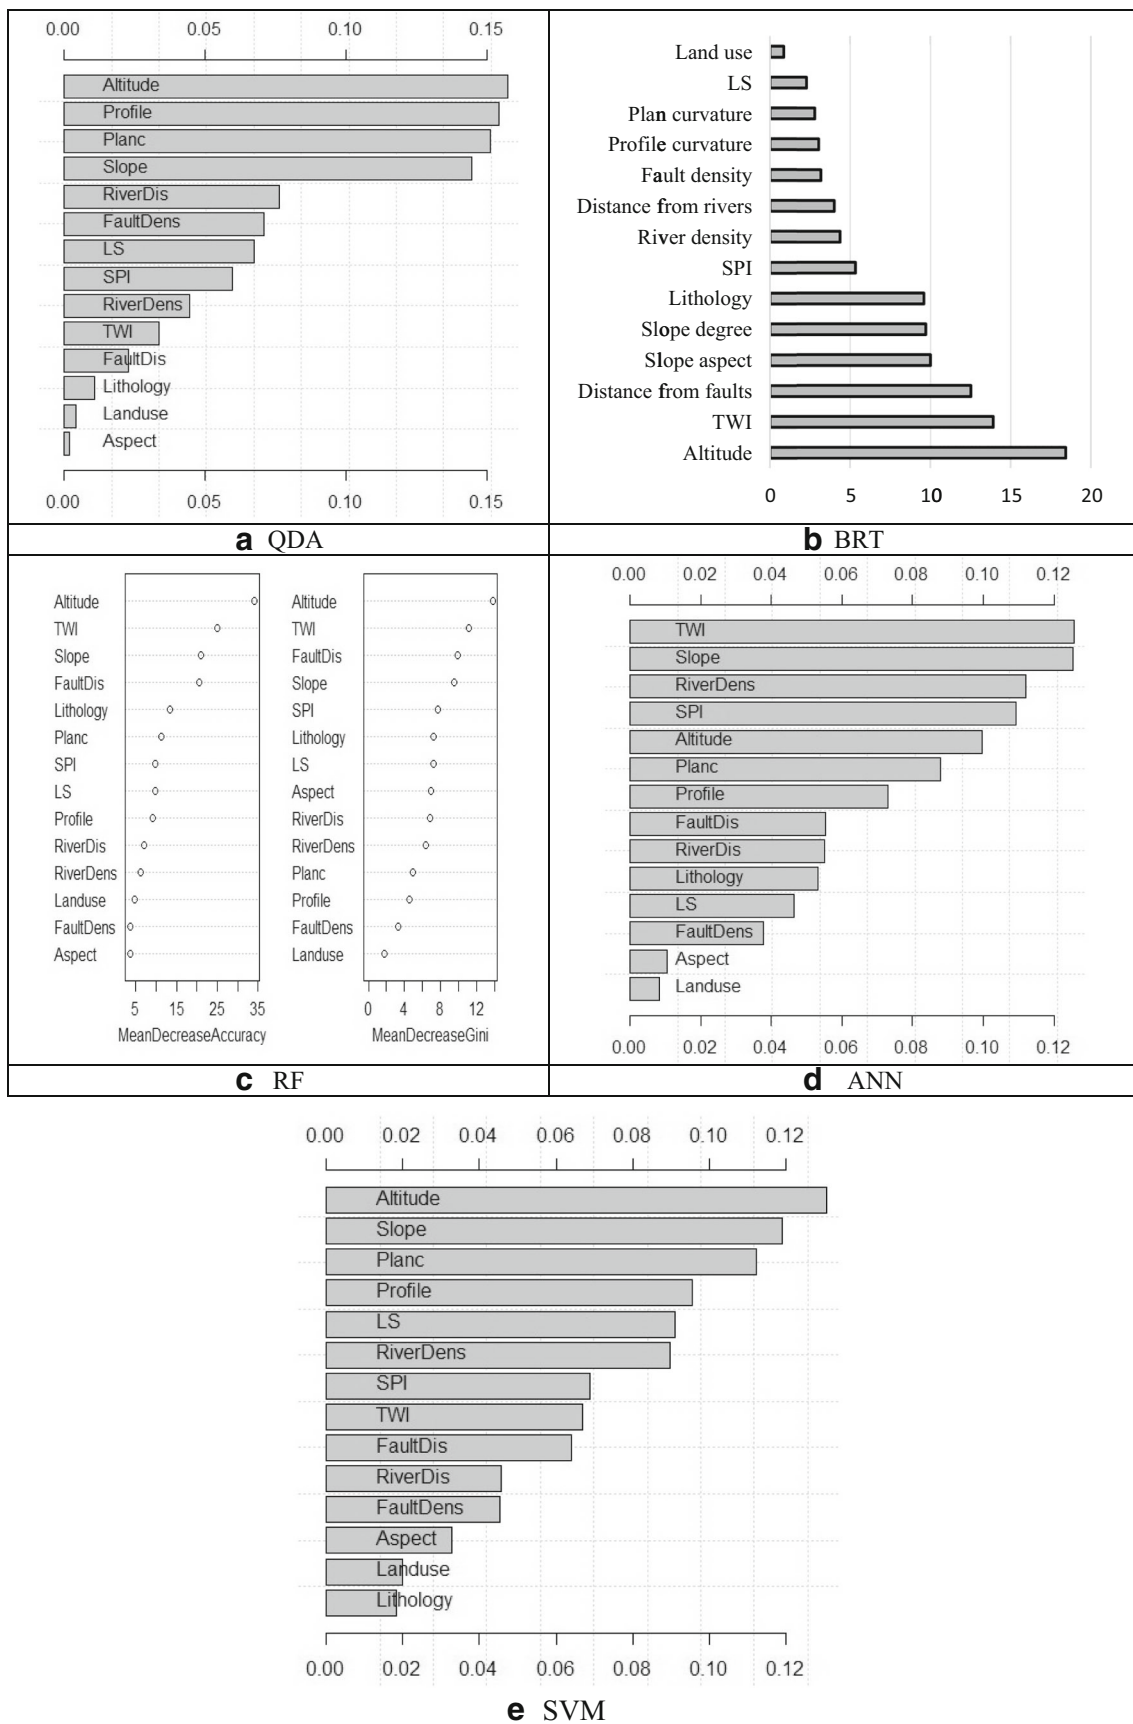 0.00 0.05 0.10 0.15
Altitude
Profile
Planc
Slope
RiverDis
FaultDens
LS
SPI
RiverDens
TWI
FaultDis
Lithology
Landuse
Aspect
0.00 0.05 0.10 0.15
a QDA
Land use
LS
Plan curvature
Profile curvature
Fault density
Distance from rivers
River density
SPI
Lithology
Slope degree
Slope aspect
Distance from faults
TWI
Altitude
0 5 10 15 20
b BRT
Altitude
TWI
Slope
FaultDis
Lithology
Planc
SPI
LS
Profile
RiverDis
RiverDens
Landuse
FaultDens
Aspect
5 15 25 35
MeanDecreaseAccuracy
Altitude
TWI
FaultDis
Slope
SPI
Lithology
LS
Aspect
RiverDis
RiverDens
Planc
Profile
FaultDens
Landuse
0 4 8 12
MeanDecreaseGini
c RF
0.00 0.02 0.04 0.06 0.08 0.10 0.12
TWI
Slope
RiverDens
SPI
Altitude
Planc
Profile
FaultDis
RiverDis
Lithology
LS
FaultDens
Aspect
Landuse
0.00 0.02 0.04 0.06 0.08 0.10 0.12
d ANN
0.00 0.02 0.04 0.06 0.08 0.10 0.12
Altitude
Slope
Planc
Profile
LS
RiverDens
SPI
TWI
FaultDis
RiverDis
FaultDens
Aspect
Landuse
Lithology
0.00 0.02 0.04 0.06 0.08 0.10 0.12
e SVM